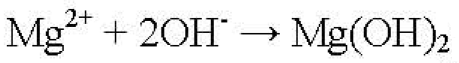 Mg²⁺ + 2OH⁻ → Mg(OH)₂